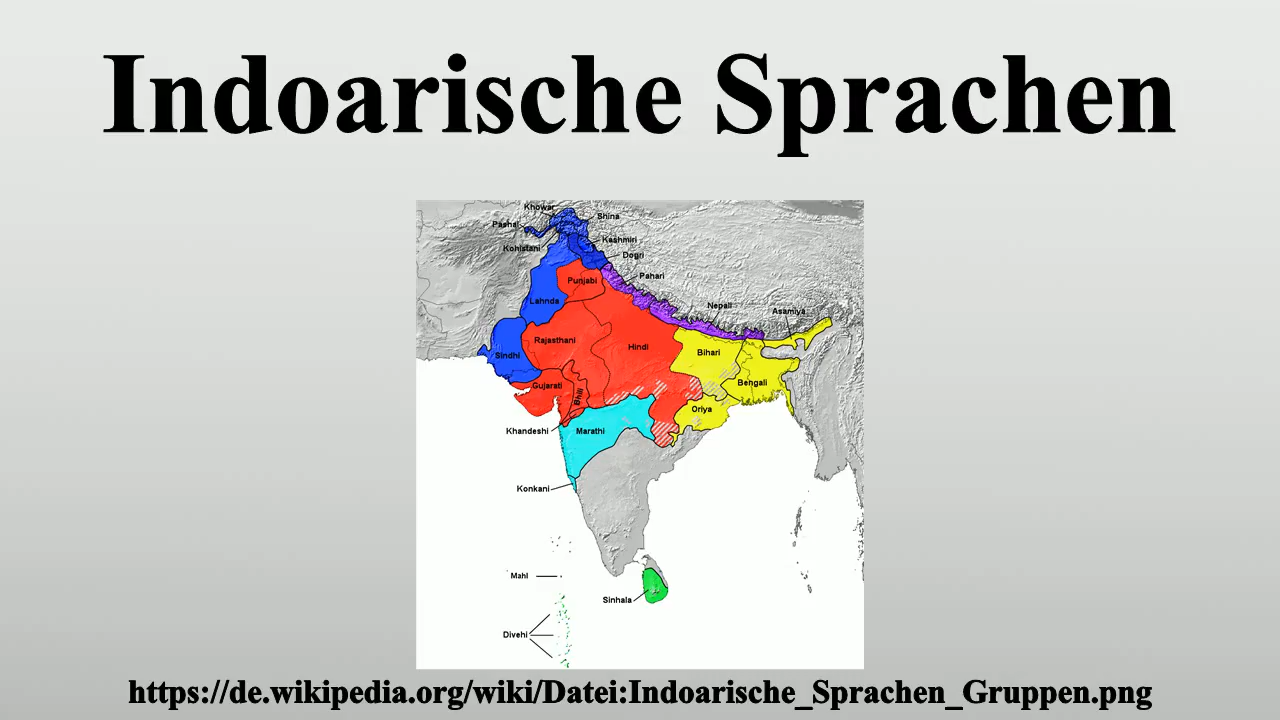 Indoarische Sprachen
Khowar
Shina
Pashai
Kashmiri
Kohistani
Dogri
Pahari
Punjabi
Lahnda
Nepali
Asamiya
Rajasthani
Hindi
Bihari
Sindhi
Bengali
Gujarati
Bhili
Oriya
Khandeshi
Marathi
Konkani
Mahl
Sinhala
Divehi
https://de.wikipedia.org/wiki/Datei:Indoarische_Sprachen_Gruppen.png